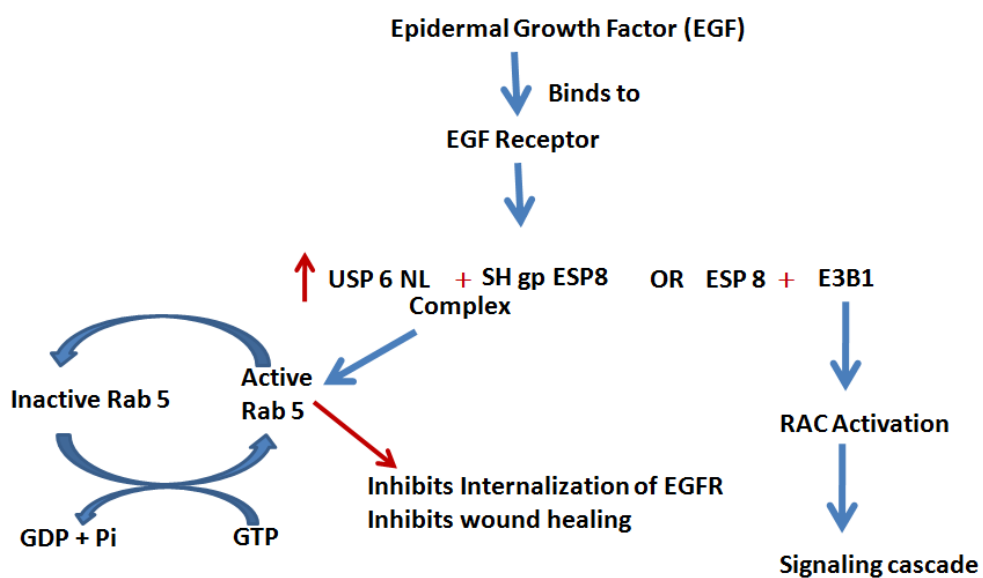 Epidermal Growth Factor (EGF)
Binds to
EGF Receptor
USP 6 NL + SH gp ESP8 OR ESP 8 + E3B1
Complex
Inactive Rab 5
Active
Rab 5
RAC Activation
Inhibits Internalization of EGFR
Inhibits wound healing
GDP + Pi
GTP
Signaling cascade